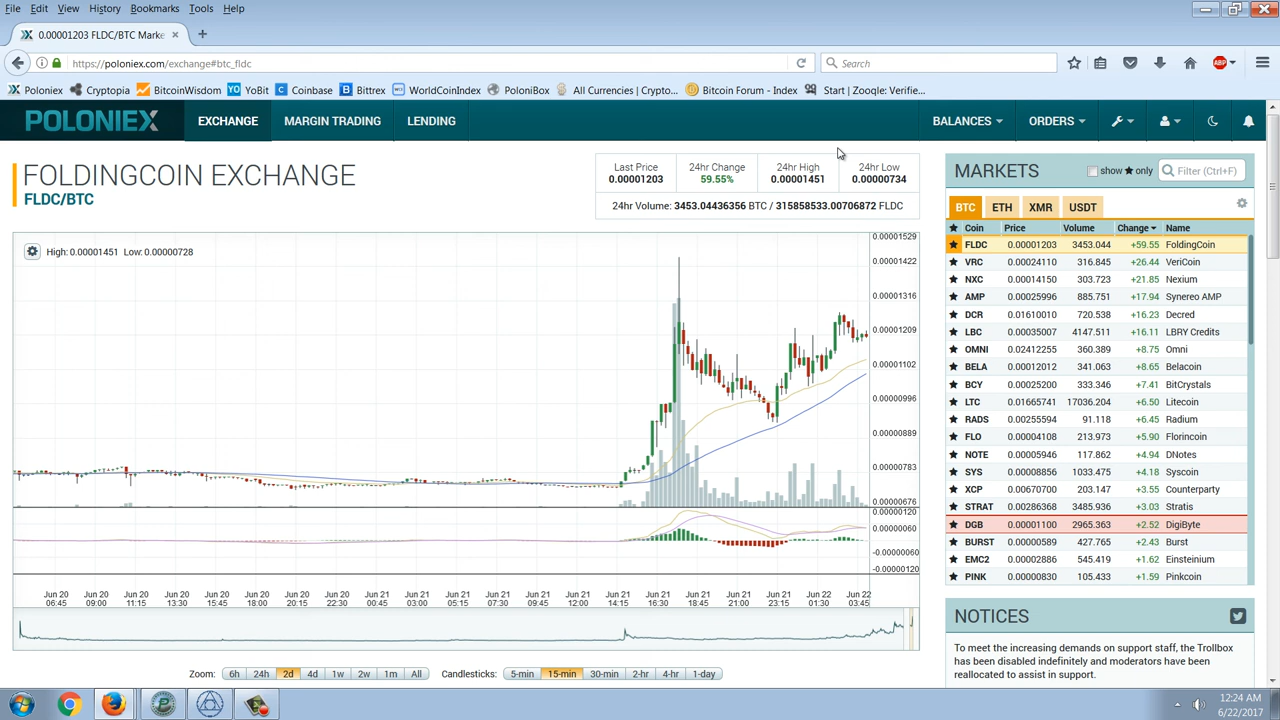 File Edit View History Bookmarks Tools Help
0.00001203 FLDC/BTC Marke
https://poloniex.com/exchange#btc_fldc
Search
Poloniex Cryptopia BitcoinWisdom YoBit Coinbase Bittrex WorldCoinIndex PoloniBox All Currencies | Crypto... Bitcoin Forum - Index Start | Zooqle: Verifie...
POLONIEX EXCHANGE MARGIN TRADING LENDING BALANCES ORDERS
FOLDINGCOIN EXCHANGE
FLDC/BTC
Last Price 24hr Change 24hr High 24hr Low
0.00001203 59.55% 0.00001451 0.00000734
24hr Volume: 3453.04436356 BTC / 315858533.00706872 FLDC
High: 0.00001451 Low: 0.00000728
0.00001529
0.00001422
0.00001316
0.00001209
0.00001102
0.00000996
0.00000889
0.00000783
0.00000676
0.00000120
0.00000060
-0.00000060
-0.00000120
Jun 20 Jun 20 Jun 20 Jun 20 Jun 20 Jun 20 Jun 20 Jun 20 Jun 21 Jun 21 Jun 21 Jun 21 Jun 21 Jun 21 Jun 21 Jun 21 Jun 21 Jun 21 Jun 21 Jun 22 Jun 22
06:45 09:00 11:15 13:30 15:45 18:00 20:15 22:30 00:45 03:00 05:15 07:30 09:45 12:00 14:15 16:30 18:45 21:00 23:15 01:30 03:45
Zoom: 6h 24h 2d 4d 1w 2w 1m All Candlesticks: 5-min 15-min 30-min 2-hr 4-hr 1-day
MARKETS show ★ only Filter (Ctrl+F)
BTC ETH XMR USDT
★ Coin Price Volume Change Name
★ FLDC 0.00001203 3453.044 +59.55 FoldingCoin
★ VRC 0.00024110 316.845 +26.44 VeriCoin
★ NXC 0.00014150 303.723 +21.85 Nexium
★ AMP 0.00025996 885.751 +17.94 Synereo AMP
★ DCR 0.01610010 720.538 +16.23 Decred
★ LBC 0.00035007 4147.511 +16.11 LBRY Credits
★ OMNI 0.02412255 360.389 +8.75 Omni
★ BELA 0.00012012 341.063 +8.65 Belacoin
★ BCY 0.00025200 333.346 +7.41 BitCrystals
★ LTC 0.01665741 17036.204 +6.50 Litecoin
★ RADS 0.00255594 91.118 +6.45 Radium
★ FLO 0.00004108 213.973 +5.90 Florincoin
★ NOTE 0.00005946 117.862 +4.94 DNotes
★ SYS 0.00008856 1033.475 +4.18 Syscoin
★ XCP 0.00670700 203.147 +3.55 Counterparty
★ STRAT 0.00286368 3485.936 +3.03 Stratis
★ DGB 0.00001100 2965.363 +2.52 DigiByte
★ BURST 0.00000589 427.765 +2.43 Burst
★ EMC2 0.00002886 545.419 +1.62 Einsteinium
★ PINK 0.00000830 105.433 +1.59 Pinkcoin
NOTICES
To meet the increasing demands on support staff, the Trollbox
has been disabled indefinitely and moderators have been
reallocated to assist in support.
12:24 AM
6/22/2017